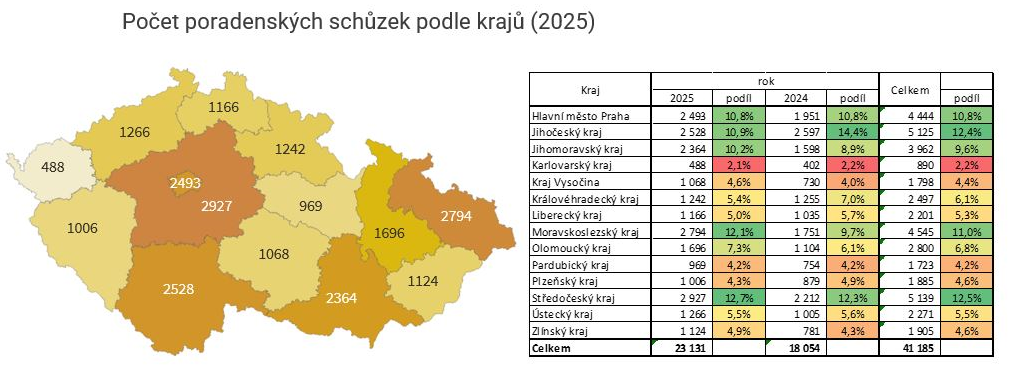 Počet poradenských schůzek podle krajů (2025)
1166
1266
1242
488
2493
2927
969
2794
1006
1696
1068
1124
2528
2364
Kraj rok Celkem
2025 podíl 2024 podíl podíl
Hlavní město Praha 2 493 10,8% 1 951 10,8% 4 444 10,8%
Jihočeský kraj 2 528 10,9% 2 597 14,4% 5 125 12,4%
Jihomoravský kraj 2 364 10,2% 1 598 8,9% 3 962 9,6%
Karlovarský kraj 488 2,1% 402 2,2% 890 2,2%
Kraj Vysočina 1 068 4,6% 730 4,0% 1 798 4,4%
Královéhradecký kraj 1 242 5,4% 1 255 7,0% 2 497 6,1%
Liberecký kraj 1 166 5,0% 1 035 5,7% 2 201 5,3%
Moravskoslezský kraj 2 794 12,1% 1 751 9,7% 4 545 11,0%
Olomoucký kraj 1 696 7,3% 1 104 6,1% 2 800 6,8%
Pardubický kraj 969 4,2% 754 4,2% 1 723 4,2%
Plzeňský kraj 1 006 4,3% 879 4,9% 1 885 4,6%
Středočeský kraj 2 927 12,7% 2 212 12,3% 5 139 12,5%
Ústecký kraj 1 266 5,5% 1 005 5,6% 2 271 5,5%
Zlínský kraj 1 124 4,9% 781 4,3% 1 905 4,6%
Celkem 23 131 18 054 41 185